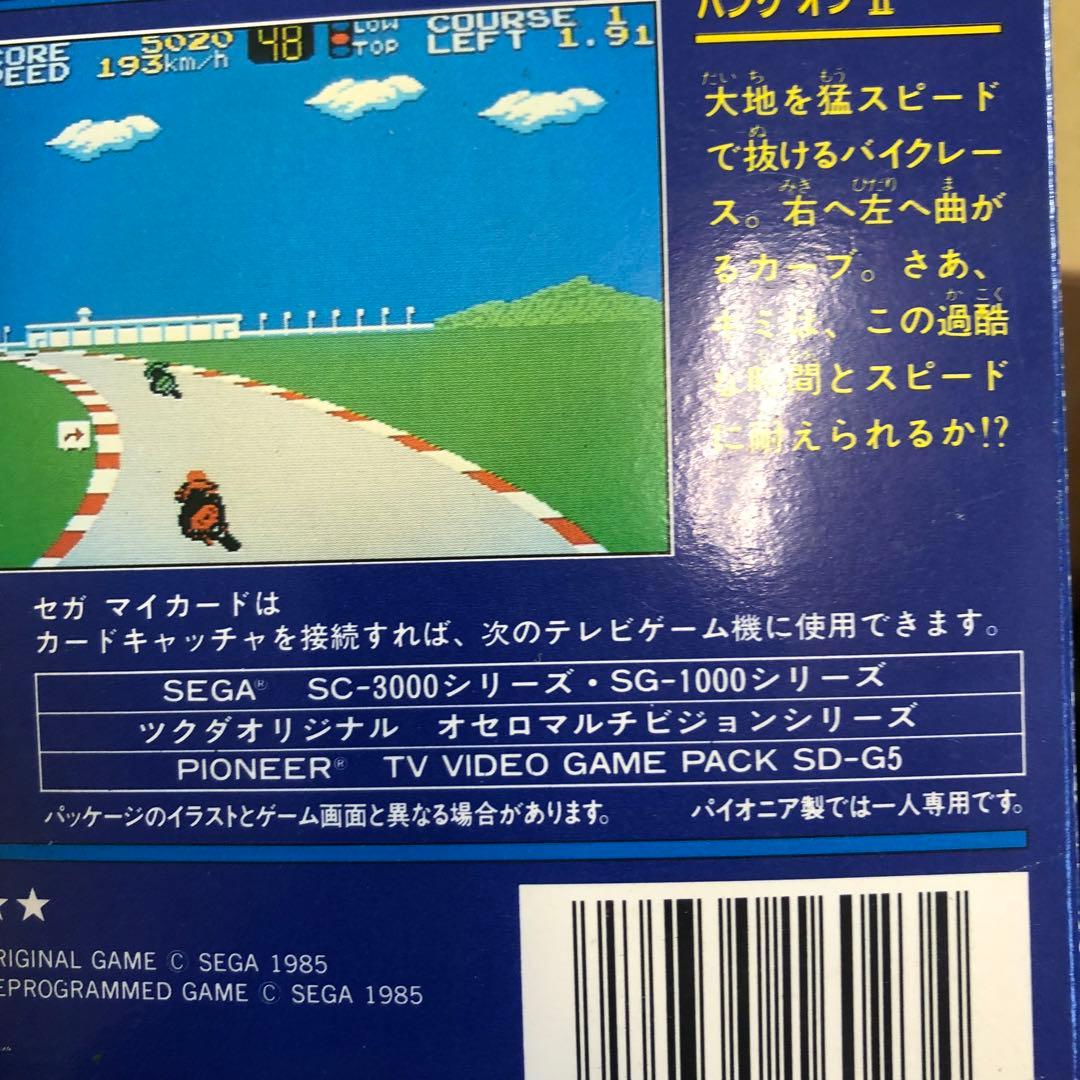 ハングオンII
CORE 5020 48 LOW COURSE 1
EED 193km/h TOP LEFT 1.91
大地を猛スピード
で抜けるバイクレー
ス。右へ左へ曲が
るカーブ。さあ、
キミは、この過酷
な時間とスピード
に耐えられるか!?
セガ マイカードは
カードキャッチャを接続すれば、次のテレビゲーム機に使用できます。
SEGA® SC-3000シリーズ・SG-1000シリーズ
ツクダオリジナル オセロマルチビジョンシリーズ
PIONEER® TV VIDEO GAME PACK SD-G5
パッケージのイラストとゲーム画面と異なる場合があります。 パイオニア製では一人専用です。
★★
RIGINAL GAME © SEGA 1985
EPROGRAMMED GAME © SEGA 1985